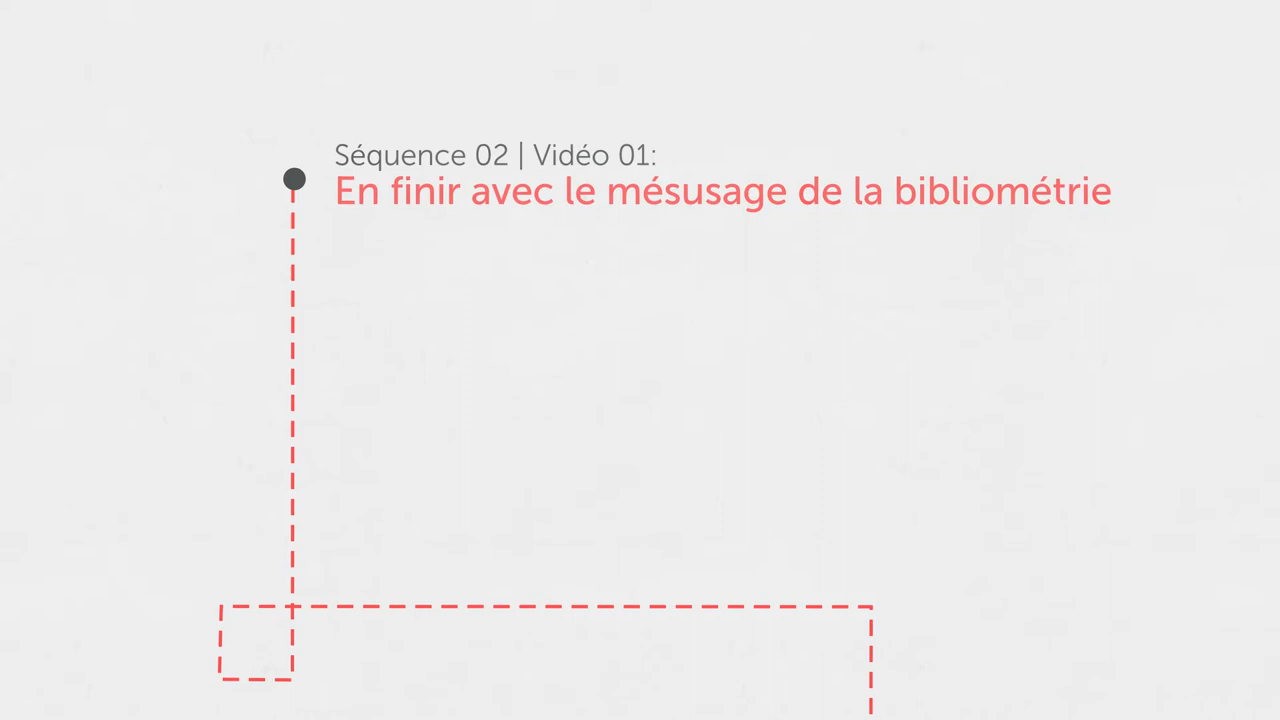 Séquence 02 | Vidéo 01:
En finir avec le mésusage de la bibliométrie